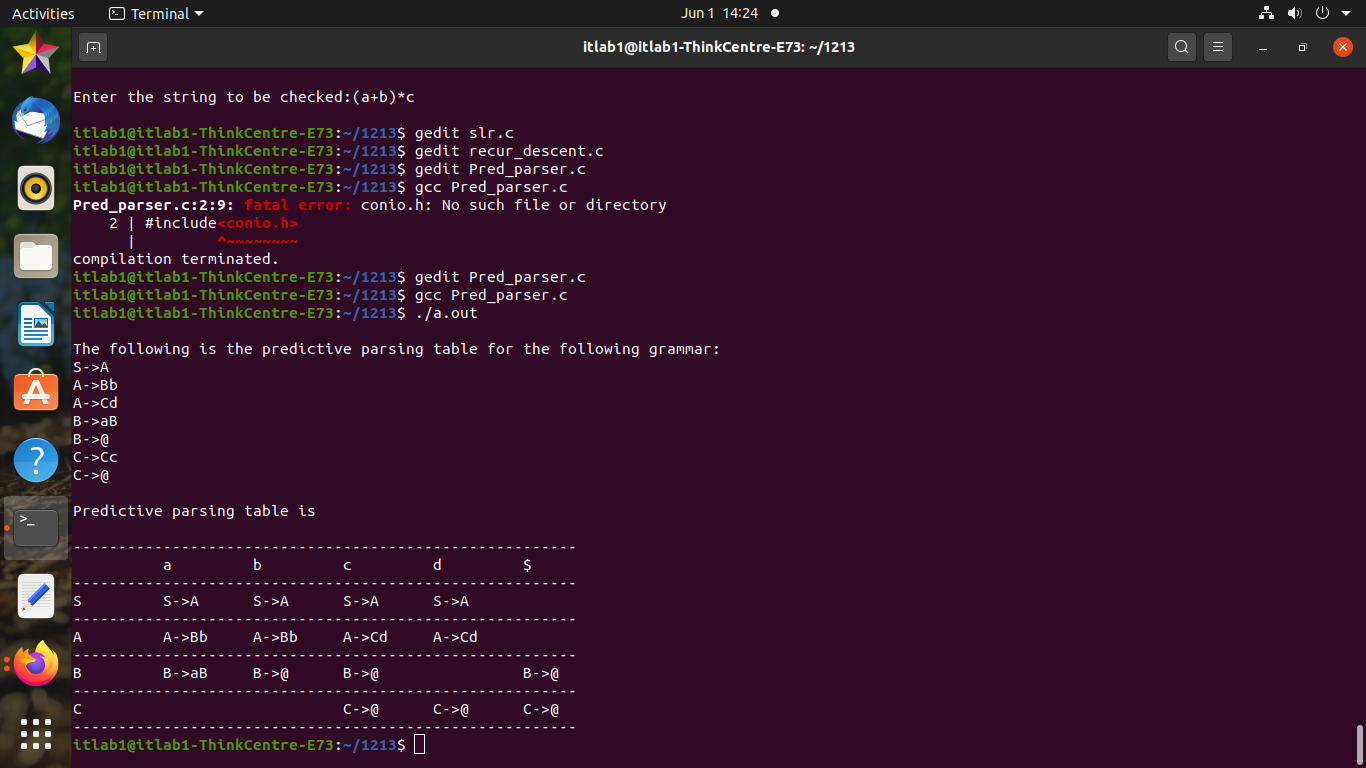 Activities Terminal Jun 1 14:24
itlab1@itlab1-ThinkCentre-E73: ~/1213
Enter the string to be checked:(a+b)*c
itlab1@itlab1-ThinkCentre-E73:~/1213$ gedit slr.c
itlab1@itlab1-ThinkCentre-E73:~/1213$ gedit recur_descent.c
itlab1@itlab1-ThinkCentre-E73:~/1213$ gedit Pred_parser.c
itlab1@itlab1-ThinkCentre-E73:~/1213$ gcc Pred_parser.c
Pred_parser.c:2:9: fatal error: conio.h: No such file or directory
    2 | #include<conio.h>
      |         ^~~~~~~~~
compilation terminated.
itlab1@itlab1-ThinkCentre-E73:~/1213$ gedit Pred_parser.c
itlab1@itlab1-ThinkCentre-E73:~/1213$ gcc Pred_parser.c
itlab1@itlab1-ThinkCentre-E73:~/1213$ ./a.out
The following is the predictive parsing table for the following grammar:
S->A
A->Bb
A->Cd
B->aB
B->@
C->Cc
C->@
Predictive parsing table is
--------------------------------------------------------
          a         b         c         d         $
--------------------------------------------------------
S         S->A      S->A      S->A      S->A
--------------------------------------------------------
A         A->Bb     A->Bb     A->Cd     A->Cd
--------------------------------------------------------
B         B->aB     B->@      B->@                B->@
--------------------------------------------------------
C                             C->@      C->@      C->@
--------------------------------------------------------
itlab1@itlab1-ThinkCentre-E73:~/1213$